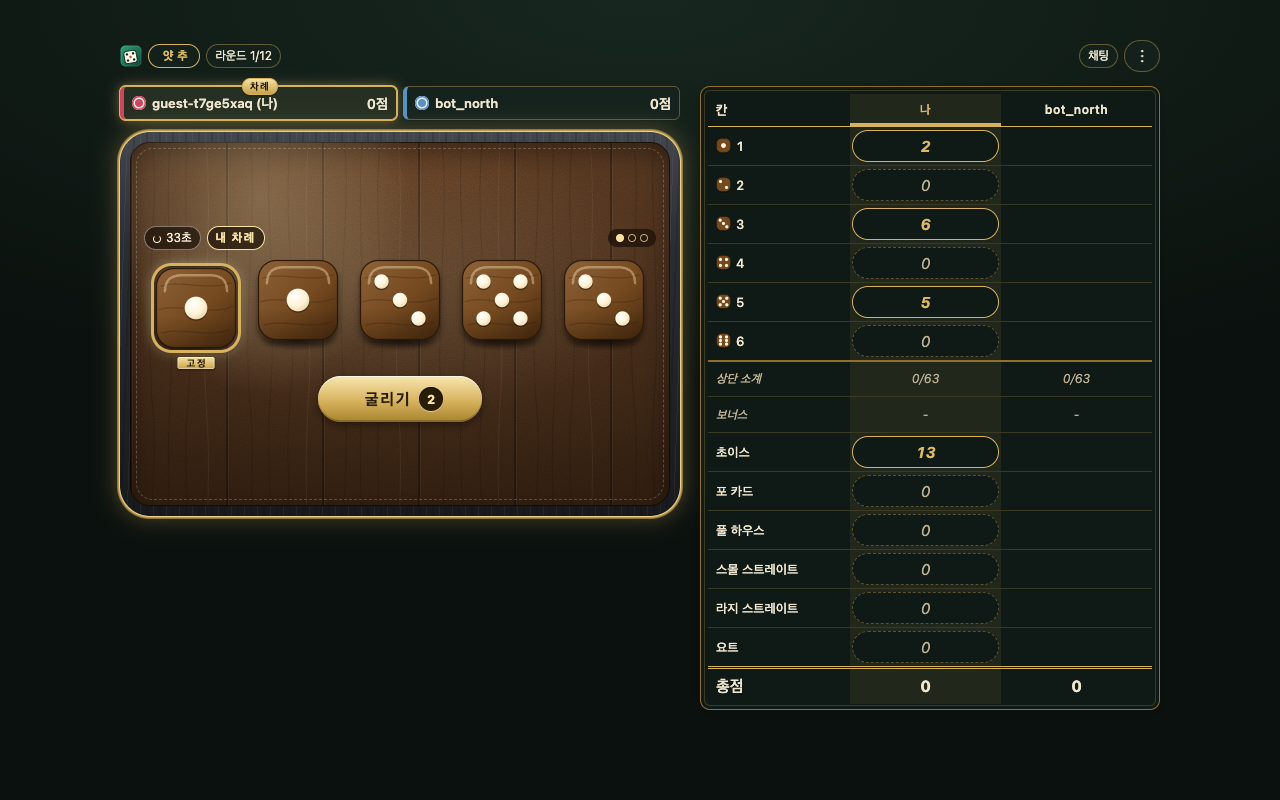 얏 추
라운드 1/12
채팅
차례
guest-t7ge5xaq (나)
0점
bot_north
0점
33초
내 차례
고정
굴리기 2
칸 나 bot_north
1 2
2 0
3 6
4 0
5 5
6 0
상단 소계 0/63 0/63
보너스 - -
초이스 13
포 카드 0
풀 하우스 0
스몰 스트레이트 0
라지 스트레이트 0
요트 0
총점 0 0